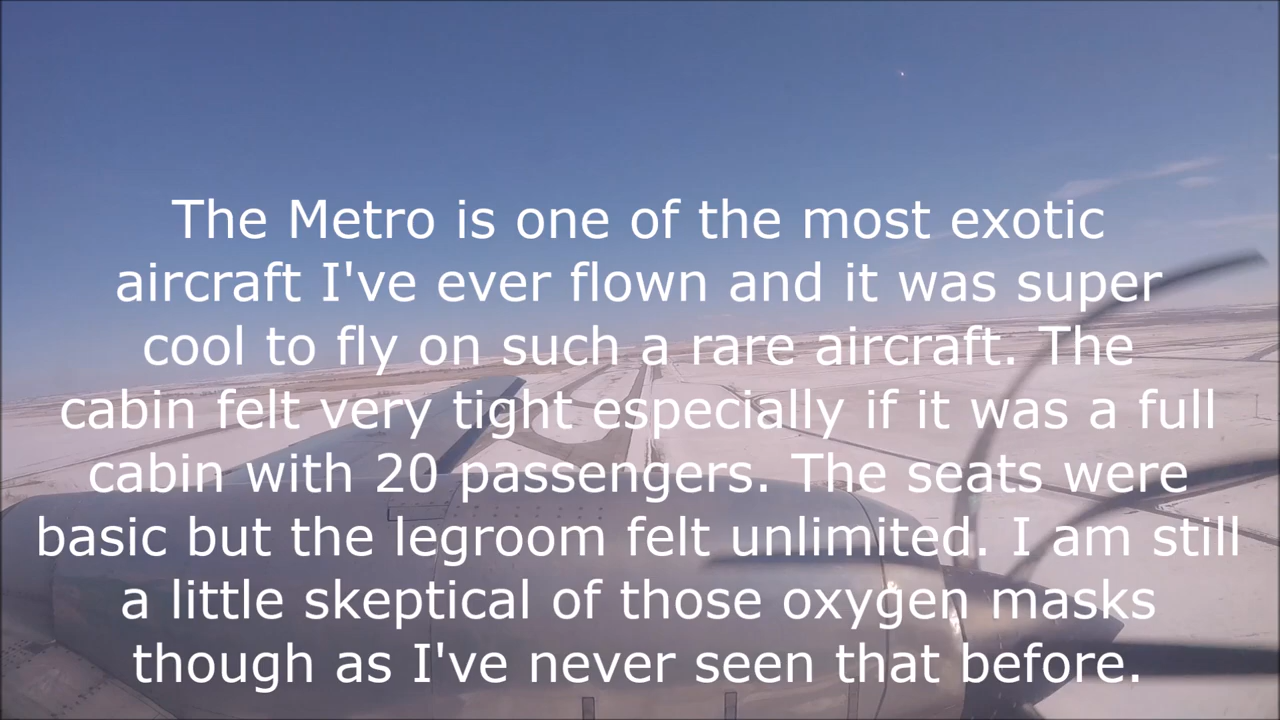 The Metro is one of the most exotic
aircraft I've ever flown and it was super
cool to fly on such a rare aircraft. The
cabin felt very tight especially if it was a full
cabin with 20 passengers. The seats were
basic but the legroom felt unlimited. I am still
a little skeptical of those oxygen masks
though as I've never seen that before.